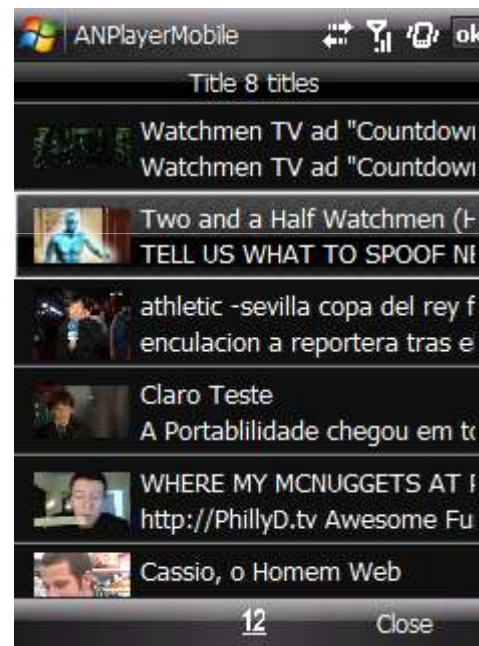 ANPlayerMobile ok
Title 8 titles
Watchmen TV ad "Countdown
Watchmen TV ad "Countdown
Two and a Half Watchmen (H
TELL US WHAT TO SPOOF NE
athletic -sevilla copa del rey f
enculacion a reportera tras e
Claro Teste
A Portablilidade chegou em to
WHERE MY MCNUGGETS AT
http://PhillyD.tv Awesome Fu
Cassio, o Homem Web
12 Close